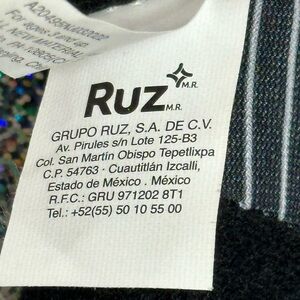 Ruz M.R.
M.R.
GRUPO RUZ, S.A. DE C.V.
Av. Pirules s/n Lote 125-B3
Col. San Martín Obispo Tepetlixpa
C.P. 54763 · Cuautitlán Izcalli,
Estado de México . México
R.F.C.: GRU 971202 8T1
Tel.: +52(55) 50 10 55 00